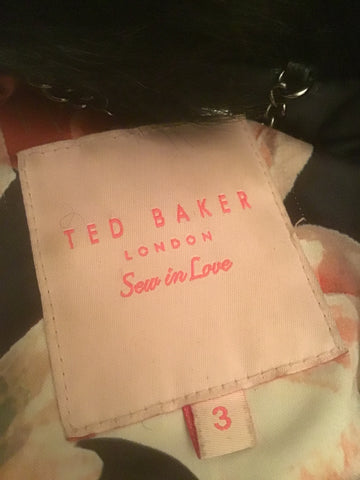 TED BAKER
LONDON
Sew in Love
3